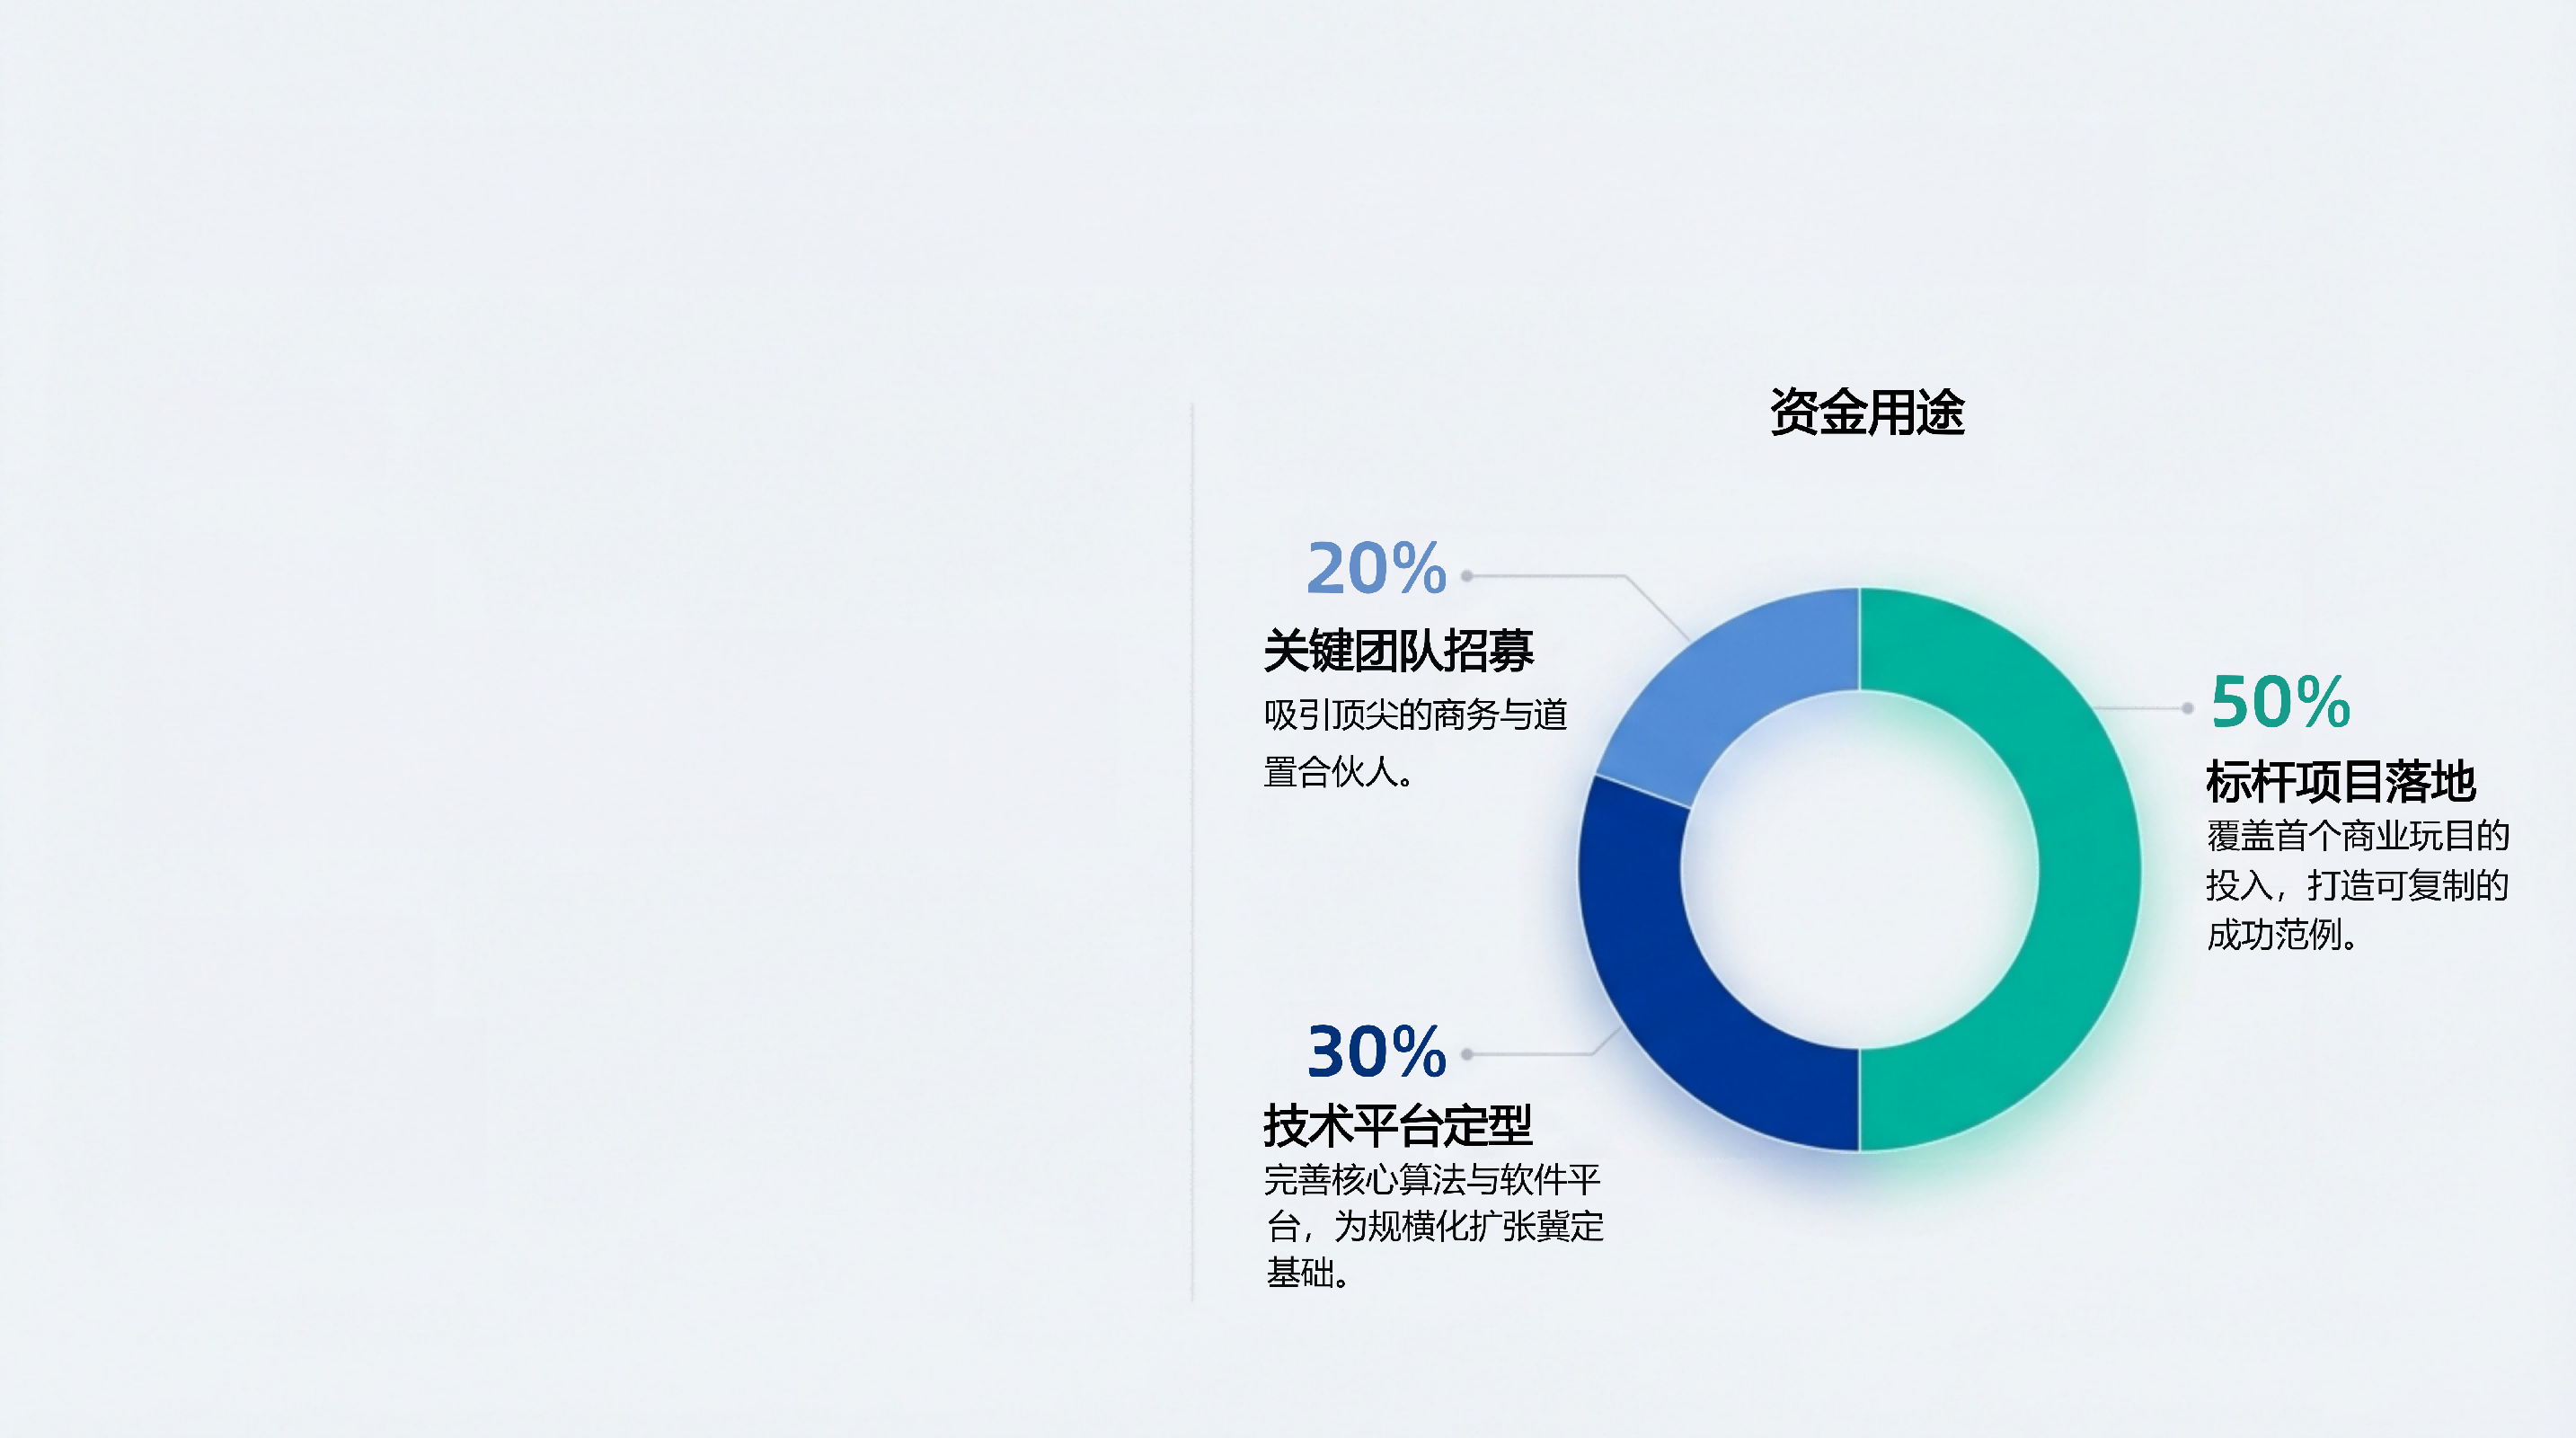 资金用途
20%
关键团队招募
吸引顶尖的商务与道
置合伙人。
50%
标杆项目落地
覆盖首个商业玩目的
投入，打造可复制的
成功范例。
30%
技术平台定型
完善核心算法与软件平
台，为规横化扩张冀定
基础。